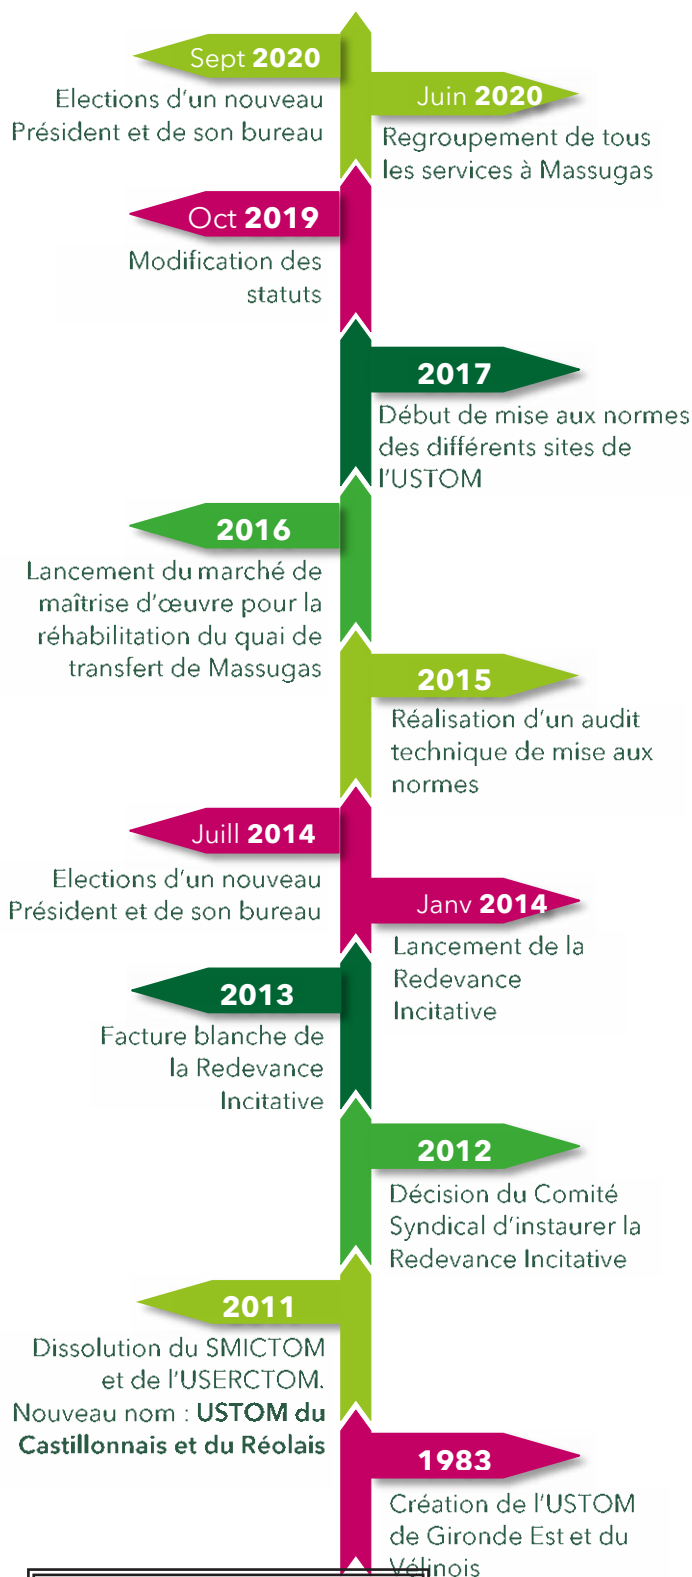 Sept 2020
Elections d'un nouveau
Président et de son bureau
Juin 2020
Regroupement de tous
les services à Massugas
Oct 2019
Modification des
statuts
2017
Début de mise aux normes
des différents sites de
l'USTOM
2016
Lancement du marché de
maîtrise d'œuvre pour la
réhabilitation du quai de
transfert de Massugas
2015
Réalisation d'un audit
technique de mise aux
normes
Juill 2014
Elections d'un nouveau
Président et de son bureau
Janv 2014
Lancement de la
Redevance
Incitative
2013
Facture blanche de
la Redevance
Incitative
2012
Décision du Comité
Syndical d'instaurer la
Redevance Incitative
2011
Dissolution du SMICTOM
et de l'USERCTOM.
Nouveau nom : USTOM du
Castillonnais et du Réolais
1983
Création de l'USTOM
de Gironde Est et du
Vélinois